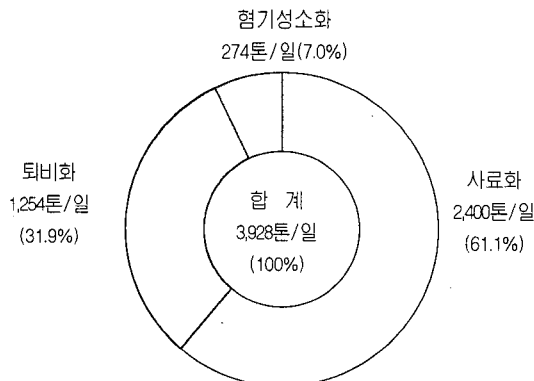 혐기성소화
274톤/일(7.0%)
퇴비화
1,254톤/일
(31.9%)
합 계
3,928톤/일
(100%)
사료화
2,400톤/일
(61.1%)